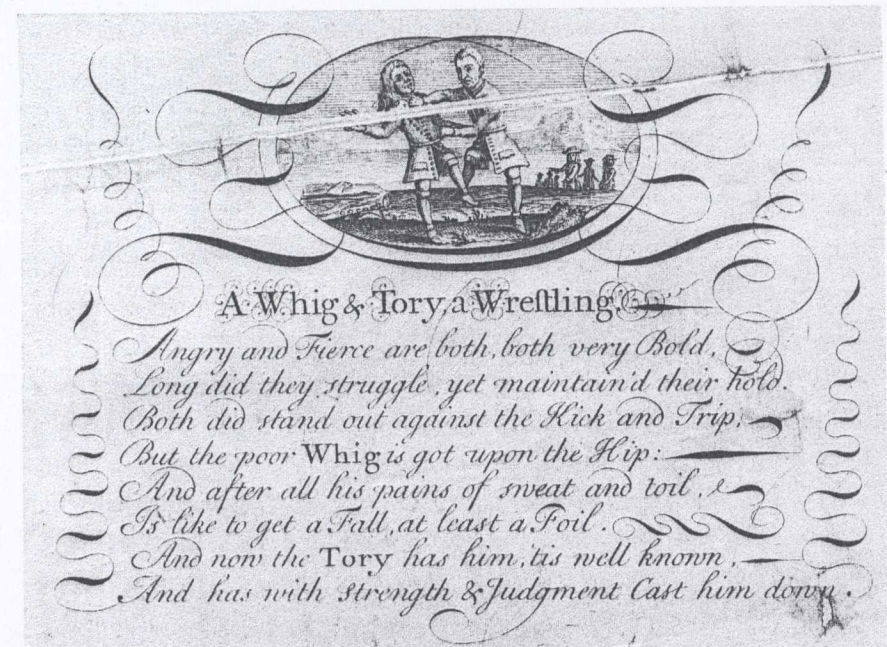 A Whig & Tory, a Wreſtling.
Angry and Fierce are both, both very Bold,
Long did they struggle, yet maintain'd their hold.
Both did stand out against the Kick and Trip,
But the poor Whig is got upon the Hip:
And after all his pains of sweat and toil,
Is like to get a Fall, at least a Foil.
And now the Tory has him, 'tis well known,
And has with strength & Judgment Cast him down.